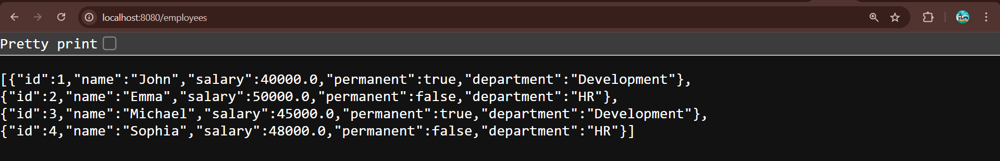 localhost:8080/employees
Pretty print
[{"id":1,"name":"John","salary":40000.0,"permanent":true,"department":"Development"},
{"id":2,"name":"Emma","salary":50000.0,"permanent":false,"department":"HR"},
{"id":3,"name":"Michael","salary":45000.0,"permanent":true,"department":"Development"},
{"id":4,"name":"Sophia","salary":48000.0,"permanent":false,"department":"HR"}]